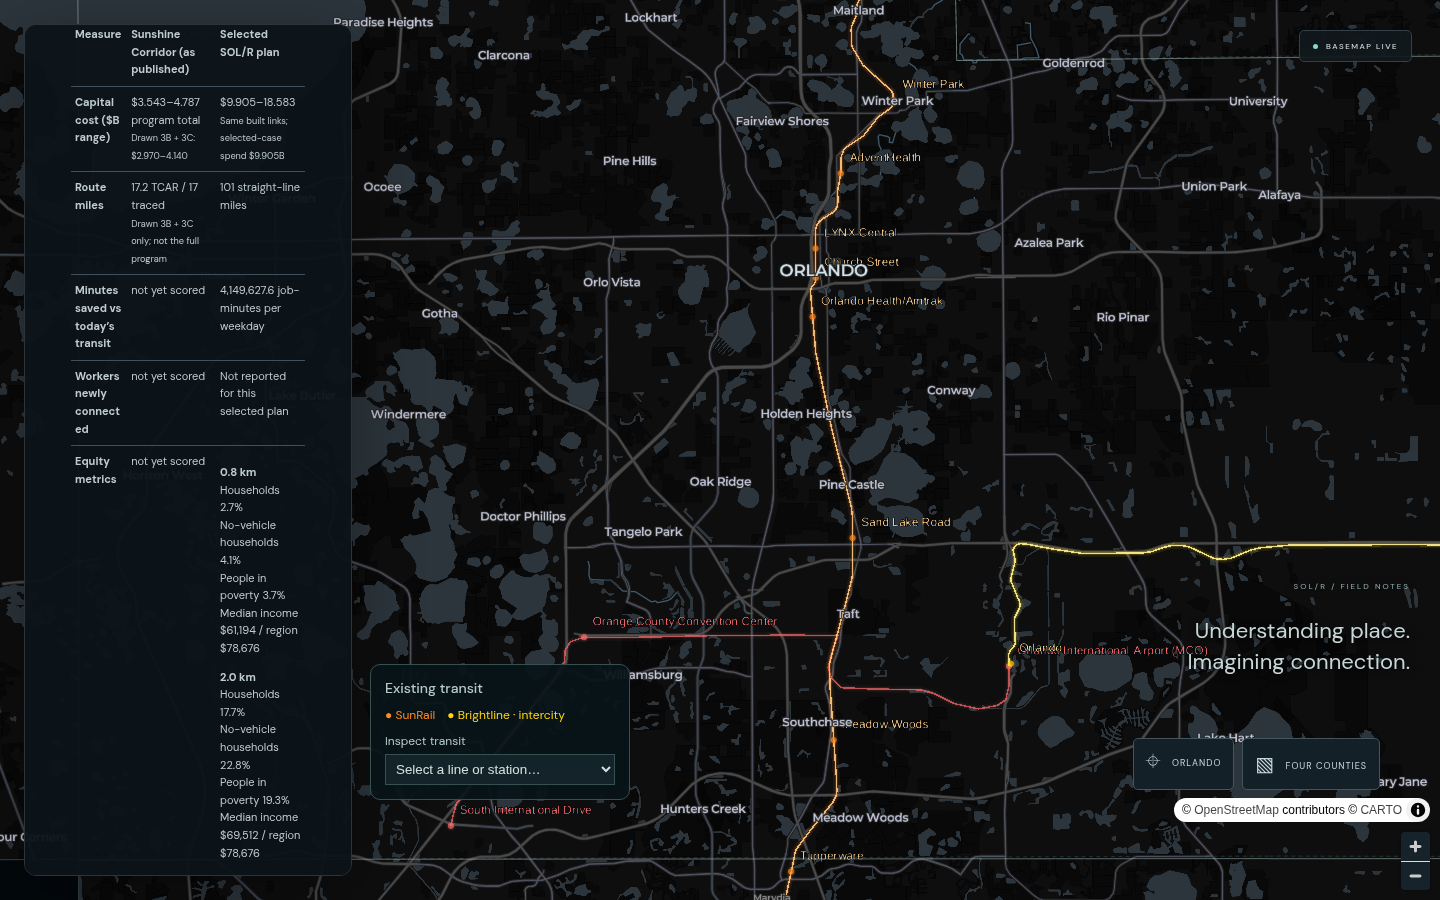 Measure
Sunshine
Corridor (as
published)
Selected
SOL/R plan
Capital
cost ($B
range)
$3.543–4.787
program total
Drawn 3B + 3C:
$2.970–4.140
$9.905–18.583
Same built links;
selected-case
spend $9.905B
Route
miles
17.2 TCAR / 17
traced
Drawn 3B + 3C
only; not the full
program
101 straight-line
miles
Minutes
saved vs
today's
transit
not yet scored
4,149,627.6 job-
minutes per
weekday
Workers
newly
connect
ed
not yet scored
Not reported
for this
selected plan
Equity
metrics
not yet scored
0.8 km
Households
2.7%
No-vehicle
households
4.1%
People in
poverty 3.7%
Median income
$61,194 / region
$78,676
2.0 km
Households
17.7%
No-vehicle
households
22.8%
People in
poverty 19.3%
Median income
$69,512 / region
$78,676
Paradise Heights
Lockhart
Maitland
Clarcona
Goldenrod
BASEMAP LIVE
Winter Park
Winter Park
University
Fairview Shores
AdventHealth
Pine Hills
Ocoee
Union Park
Alafaya
LYNX Central
Azalea Park
Church Street
ORLANDO
Orlo Vista
Orlando Health/Amtrak
Gotha
Rio Pinar
Conway
Lake Butler
Windermere
Holden Heights
Horizon West
Oak Ridge
Pine Castle
Doctor Phillips
Sand Lake Road
Tangelo Park
SOL/R / FIELD NOTES
Taft
Orange County Convention Center
Understanding place.
Imagining connection.
Orlando
International Airport (MCO)
Williamsburg
Existing transit
SunRail
Brightline · intercity
Inspect transit
Select a line or station…
Southchase
Meadow Woods
Lake Hart
ORLANDO
FOUR COUNTIES
South International Drive
Hunters Creek
Meadow Woods
© OpenStreetMap contributors © CARTO
Tupperware